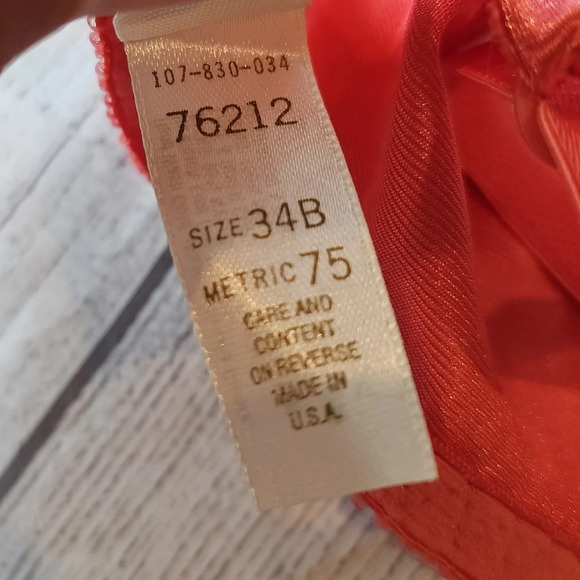 107-830-034
76212
SIZE 34B
METRIC 75
CARE AND
CONTENT
ON REVERSE
MADE IN
U.S.A.